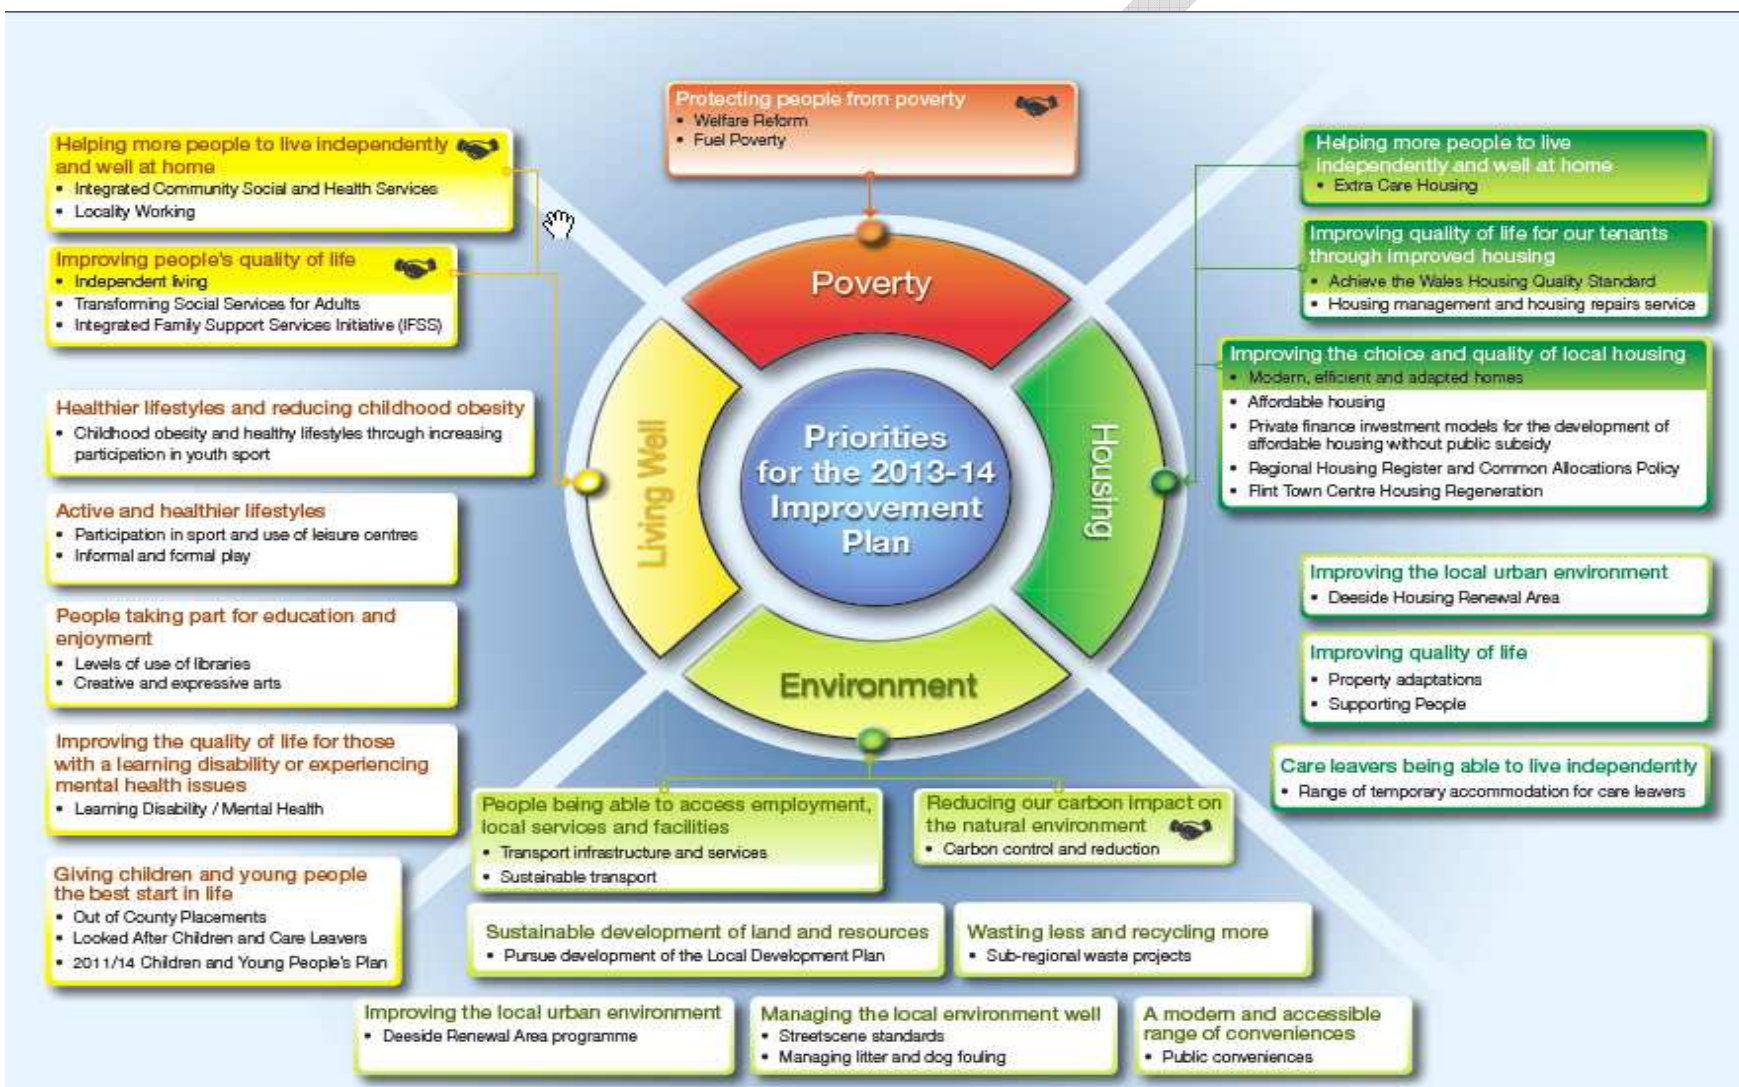 Protecting people from poverty
• Welfare Reform
• Fuel Poverty
Helping more people to live independently
and well at home
• Integrated Community Social and Health Services
• Locality Working
Improving people's quality of life
• Independent living
• Transforming Social Services for Adults
• Integrated Family Support Services Initiative (IFSS)
Healthier lifestyles and reducing childhood obesity
• Childhood obesity and healthy lifestyles through increasing
participation in youth sport
Active and healthier lifestyles
• Participation in sport and use of leisure centres
• Informal and formal play
People taking part for education and
enjoyment
• Levels of use of libraries
• Creative and expressive arts
Improving the quality of life for those
with a learning disability or experiencing
mental health issues
• Learning Disability / Mental Health
Giving children and young people
the best start in life
• Out of County Placements
• Looked After Children and Care Leavers
• 2011/14 Children and Young People's Plan
Poverty
Living Well
Priorities
for the 2013-14
Improvement
Plan
Housing
Environment
Helping more people to live
independently and well at home
• Extra Care Housing
Improving quality of life for our tenants
through improved housing
• Achieve the Wales Housing Quality Standard
• Housing management and housing repairs service
Improving the choice and quality of local housing
• Modern, efficient and adapted homes
• Affordable housing
• Private finance investment models for the development of
affordable housing without public subsidy
• Regional Housing Register and Common Allocations Policy
• Flint Town Centre Housing Regeneration
Improving the local urban environment
• Deeside Housing Renewal Area
Improving quality of life
• Property adaptations
• Supporting People
Care leavers being able to live independently
• Range of temporary accommodation for care leavers
People being able to access employment,
local services and facilities
• Transport infrastructure and services
• Sustainable transport
Reducing our carbon impact on
the natural environment
• Carbon control and reduction
Sustainable development of land and resources
• Pursue development of the Local Development Plan
Wasting less and recycling more
• Sub-regional waste projects
Improving the local urban environment
• Deeside Renewal Area programme
Managing the local environment well
• Streetscene standards
• Managing litter and dog fouling
A modern and accessible
range of conveniences
• Public conveniences